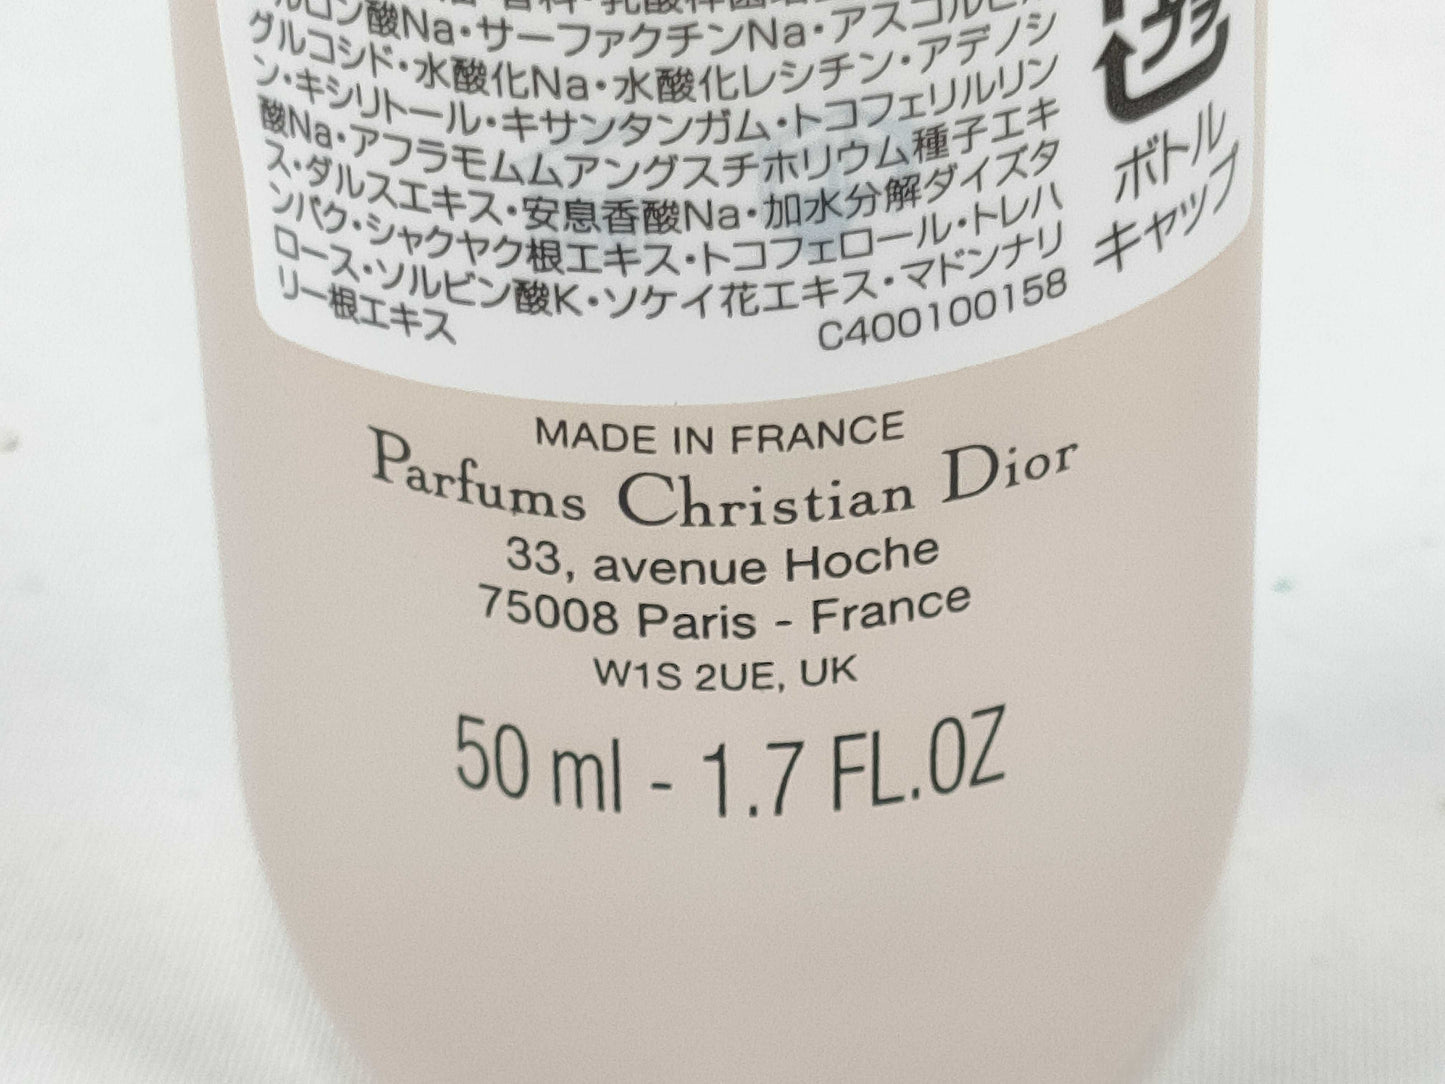 酸Na・サーファクチンNa・アスコルビル
グルコシド・水酸化Na・水酸化レシチン・アデノシ
ン・キシリトール・キサンタンガム・トコフェリルリン
酸Na・アフラモムムアングスチホリウム種子エキ
ス・ダルスエキス・安息香酸Na・加水分解ダイズタ
ンパク・シャクヤク根エキス・トコフェロール・トレハ
ロース・ソルビン酸K・ソケイ花エキス・マドンナリ
リー根エキス
C400100158
プラ
ボトル
キャップ
MADE IN FRANCE
Parfums Christian Dior
33, avenue Hoche
75008 Paris - France
W1S 2UE, UK
50 ml - 1.7 FL.OZ